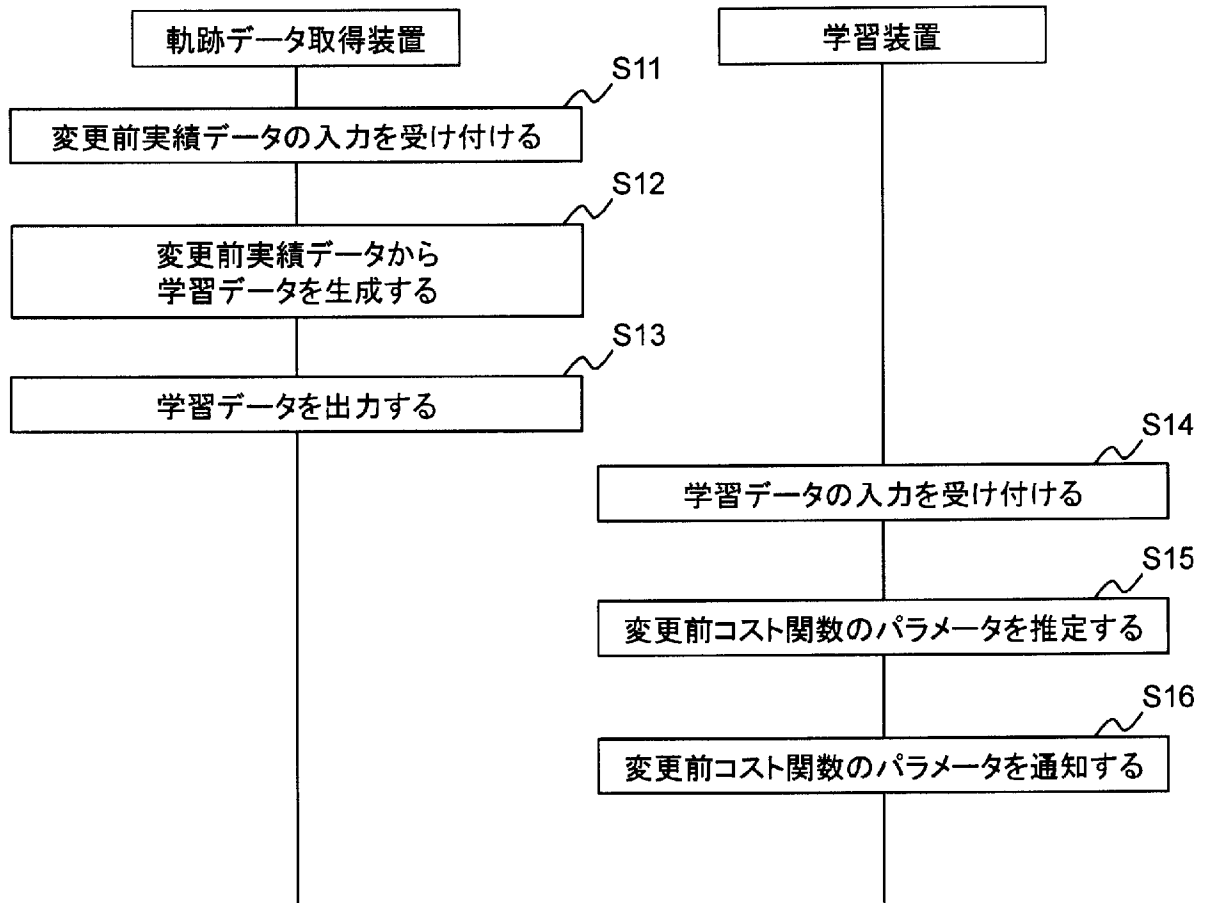 軌跡データ取得装置
学習装置
S11
変更前実績データの入力を受け付ける
S12
変更前実績データから
学習データを生成する
S13
学習データを出力する
S14
学習データの入力を受け付ける
S15
変更前コスト関数のパラメータを推定する
S16
変更前コスト関数のパラメータを通知する